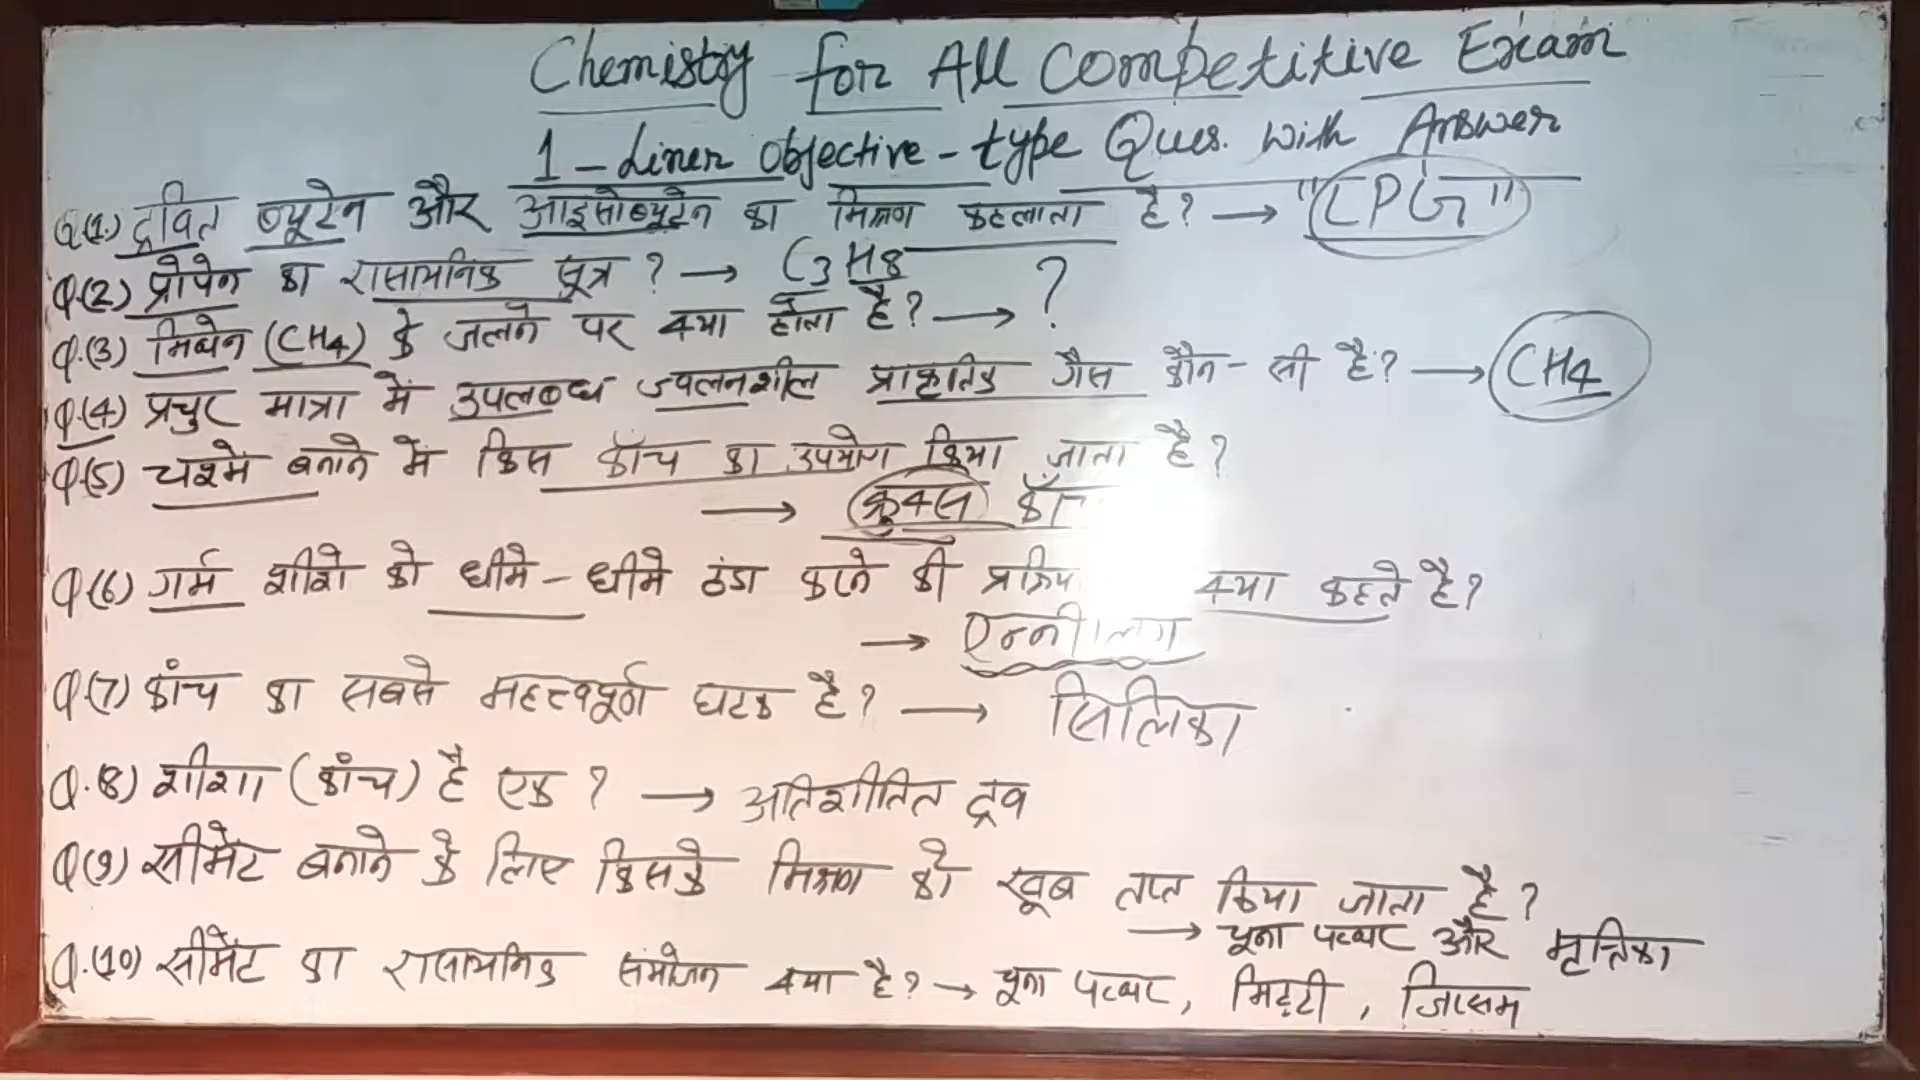 Chemistry for All Competitive Exam
1-Liner objective-type Ques. With Answer
Q.(1.) द्रवित ब्यूटेन और आइसोब्यूटेन का मिश्रण कहलाता है? → "LPG"
Q.(2) प्रोपेन का रासायनिक सूत्र? → C3H8
Q.(3) मिथेन (CH4) के जलने पर क्या होता है? → ?
Q.(4) प्रचुर मात्रा में उपलब्ध ज्वलनशील प्राकृतिक गैस कौन-सी है? → CH4
Q.(5) चश्में बनाने में किस काँच का उपयोग किया जाता है?
→ क्रुक्स
Q.(6) गर्म शीशे को धीमे-धीमे ठंडा करने की क्या कहते है?
→ एन्नीलिंग
Q.(7) कांच का सबसे महत्त्वपूर्ण घटक है? → सिलिका
Q.(8) शीशा (कांच) है एक? → अतिशीतित द्रव
Q.(9) सीमेंट बनाने के लिए किसके मिश्रण को खूब तप्त किया जाता है?
→ चूना पत्थर और मृत्तिका
Q.(10) सीमेंट का रासायनिक संयोजन क्या है? → चूना पत्थर, मिट्टी, जिप्सम